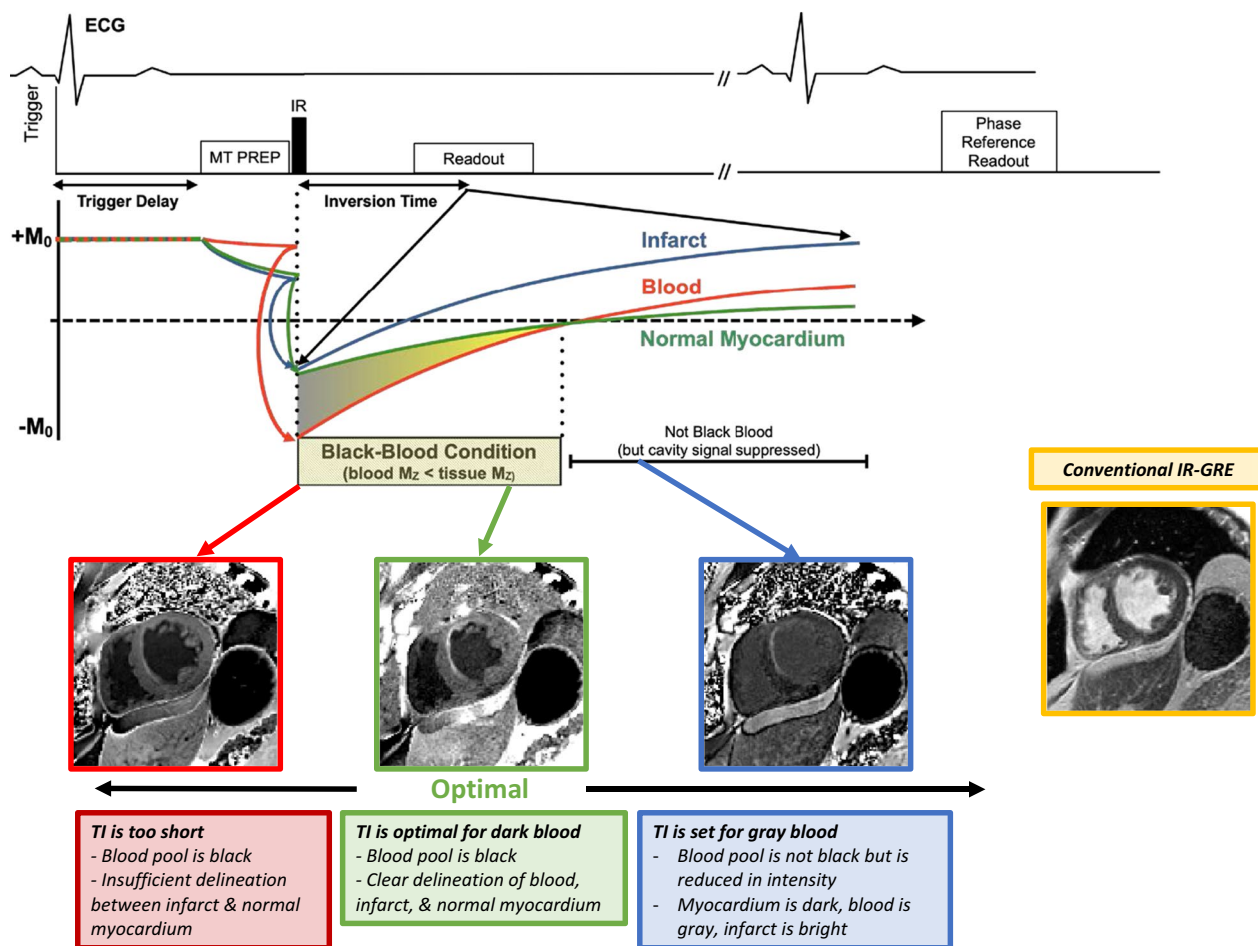 ECG
Trigger
IR
MT PREP
Readout
//
//
Phase
Reference
Readout
Trigger Delay
Inversion Time
+M₀
-M₀
Infarct
Blood
Normal Myocardium
Black-Blood Condition
(blood Mz < tissue Mz)
Not Black Blood
(but cavity signal suppressed)
Conventional IR-GRE
Optimal
TI is too short
- Blood pool is black
- Insufficient delineation
between infarct & normal
myocardium
TI is optimal for dark blood
- Blood pool is black
- Clear delineation of blood,
infarct, & normal myocardium
TI is set for gray blood
- Blood pool is not black but is
reduced in intensity
- Myocardium is dark, blood is
gray, infarct is bright